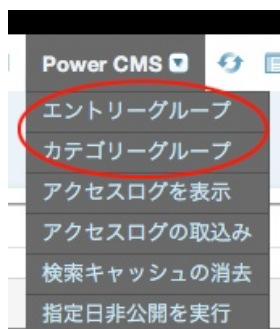 Power CMS
エントリーグループ
カテゴリーグループ
アクセスログを表示
アクセスログの取込み
検索キャッシュの消去
指定日非公開を実行